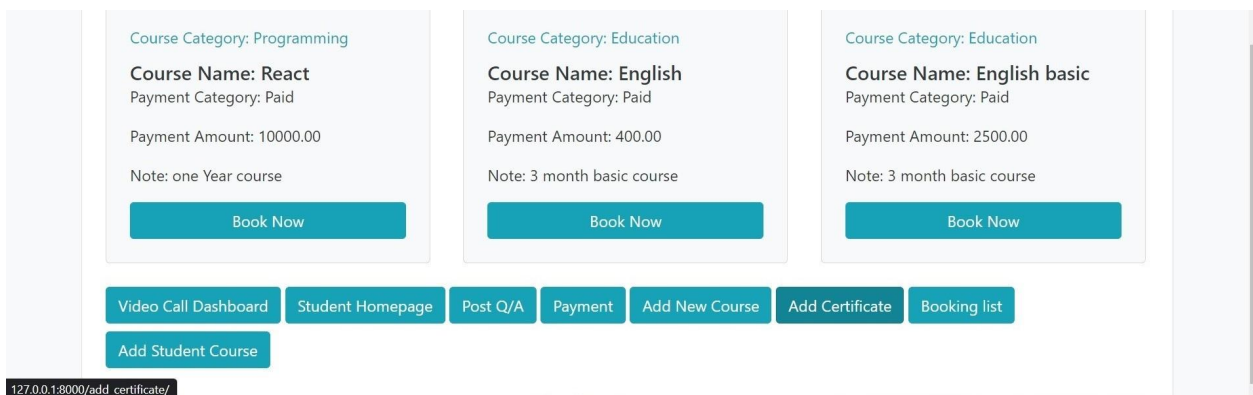 Course Category: Programming
Course Name: React
Payment Category: Paid
Payment Amount: 10000.00
Note: one Year course
Book Now
Course Category: Education
Course Name: English
Payment Category: Paid
Payment Amount: 400.00
Note: 3 month basic course
Book Now
Course Category: Education
Course Name: English basic
Payment Category: Paid
Payment Amount: 2500.00
Note: 3 month basic course
Book Now
Video Call Dashboard
Student Homepage
Post Q/A
Payment
Add New Course
Add Certificate
Booking list
Add Student Course
127.0.0.1:8000/add_certificate/